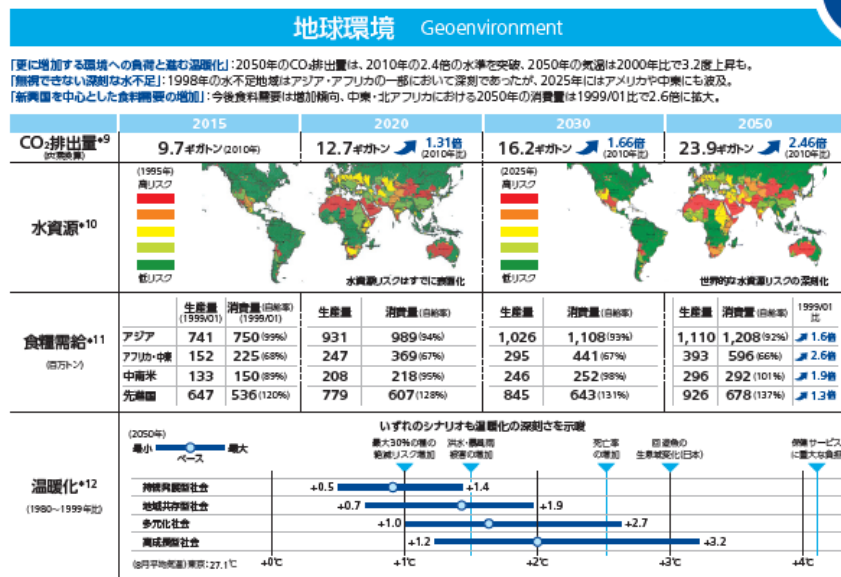 地球環境 Geoenvironment
「更に増加する環境への負荷と進む温暖化」：2050年のCO₂排出量は、2010年の2.4倍の水準を突破、2050年の気温は2000年比で3.2度上昇も。
「無視できない深刻な水不足」：1998年の水不足地域はアジア・アフリカの一部において深刻であったが、2025年にはアメリカや中東にも波及。
「新興国を中心とした食料需要の増加」：今後食料需要は増加傾向、中東・北アフリカにおける2050年の消費量は1999/01比で2.6倍に拡大。
2015 2020 2030 2050
CO₂排出量*9
(炭素換算)
9.7ギガトン(2010年) 12.7ギガトン 1.31倍 (2010年比) 16.2ギガトン 1.66倍 (2010年比) 23.9ギガトン 2.46倍 (2010年比)
水資源*10
(1995年)
高リスク
低リスク
水資源リスクはすでに表面化
(2025年)
高リスク
低リスク
世界的な水資源リスクの深刻化
食糧需給*11
(百万トン)
生産量 (1999/01) 消費量(自給率) (1999/01) 生産量 消費量(自給率) 生産量 消費量(自給率) 生産量 消費量(自給率) 1999/01比
アジア 741 750(99%) 931 989(94%) 1,026 1,108(93%) 1,110 1,208(92%) 1.6倍
アフリカ・中東 152 225(68%) 247 369(67%) 295 441(67%) 393 596(66%) 2.6倍
中南米 133 150(89%) 208 218(95%) 246 252(98%) 296 292(101%) 1.9倍
先進国 647 536(120%) 779 607(128%) 845 643(131%) 926 678(137%) 1.3倍
温暖化*12
(1980〜1999年比)
いずれのシナリオも温暖化の深刻さを示唆
(2050年)
最小 最大
ベース
最大30%の種の
絶滅リスク増加
洪水・暴風雨
被害の増加
死亡率
の増加
回遊魚の
生息域変化(日本)
保健サービス
に重大な負担
持続発展型社会 +0.5 +1.4
地域共存型社会 +0.7 +1.9
多元化社会 +1.0 +2.7
高成長型社会 +1.2 +3.2
(8月平均気温)東京：27.1℃ +0℃ +1℃ +2℃ +3℃ +4℃